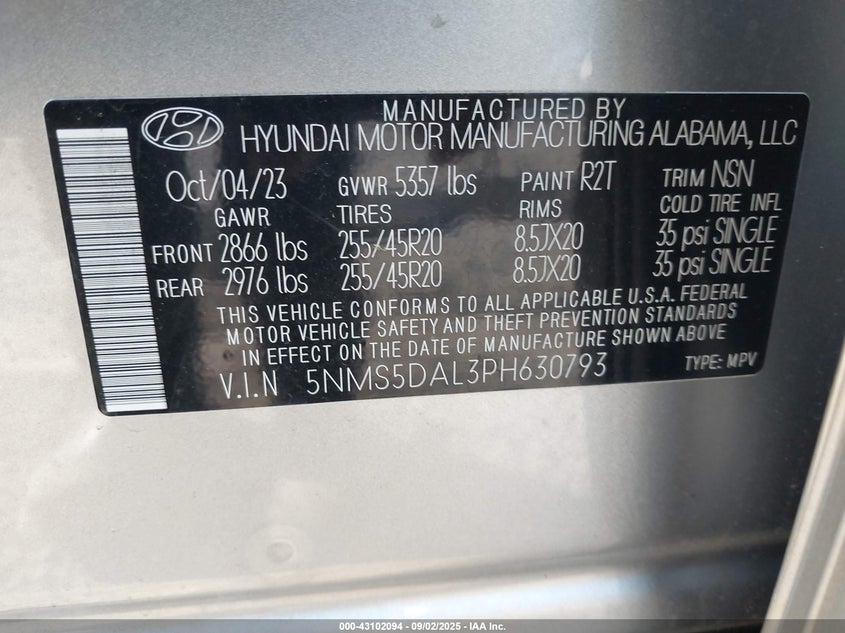 MANUFACTURED BY
HYUNDAI MOTOR MANUFACTURING ALABAMA, LLC
Oct/04/23 GVWR 5357 lbs PAINT R2T TRIM NSN
GAWR TIRES RIMS COLD TIRE INFL
FRONT 2866 lbs 255/45R20 8.5JX20 35 psi SINGLE
REAR 2976 lbs 255/45R20 8.5JX20 35 psi SINGLE
THIS VEHICLE CONFORMS TO ALL APPLICABLE U.S.A. FEDERAL
MOTOR VEHICLE SAFETY AND THEFT PREVENTION STANDARDS
IN EFFECT ON THE DATE OF MANUFACTURE SHOWN ABOVE
V.I.N 5NMS5DAL3PH630793 TYPE: MPV
000-43102094 - 09/02/2025 - IAA Inc.